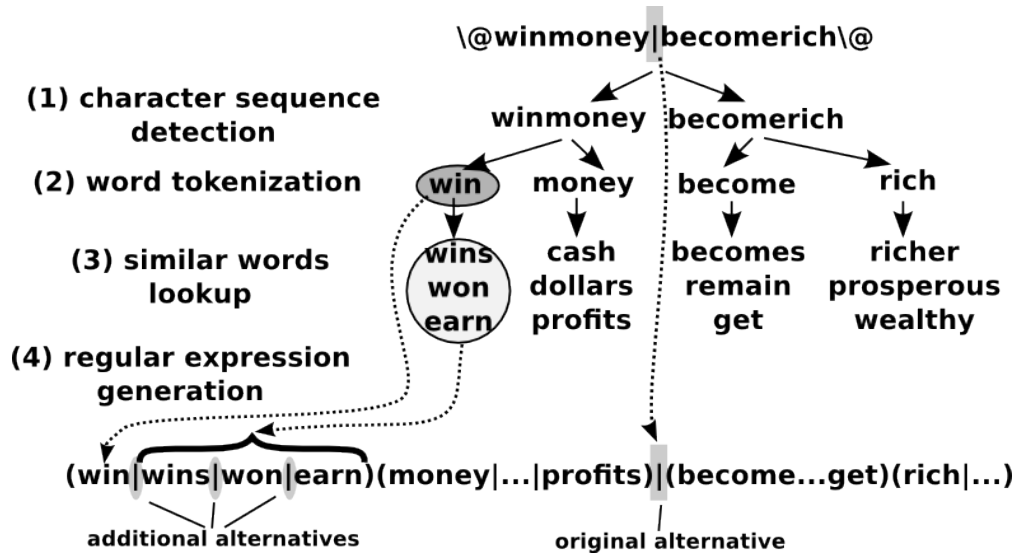 \@winmoney|becomerich\@
(1) character sequence
detection
winmoney becomerich
(2) word tokenization
win money become rich
(3) similar words
lookup
wins cash becomes richer
won dollars remain prosperous
earn profits get wealthy
(4) regular expression
generation
(win|wins|won|earn)(money|...|profits)|(become...get)(rich|...)
additional alternatives original alternative